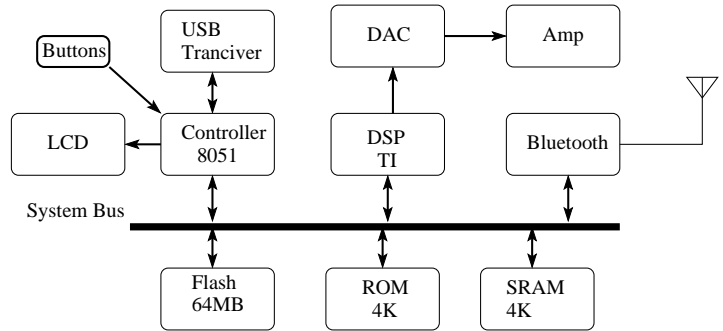 USB
Tranciver
DAC
Amp
Buttons
LCD
Controller
8051
DSP
TI
Bluetooth
System Bus
Flash
64MB
ROM
4K
SRAM
4K